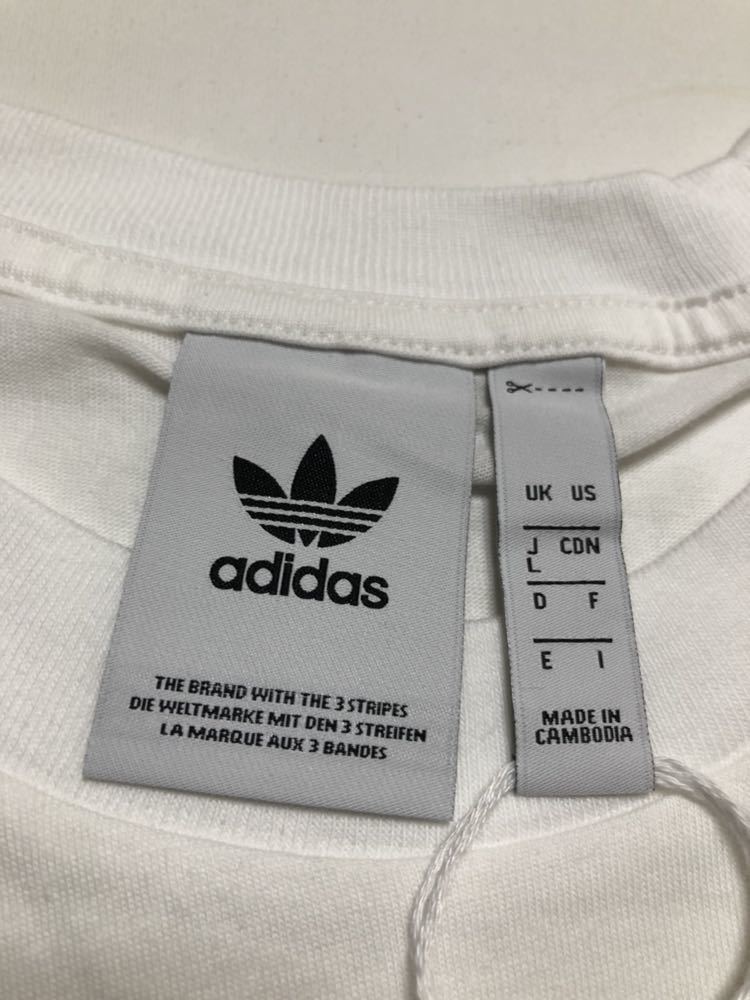 adidas
THE BRAND WITH THE 3 STRIPES
DIE WELTMARKE MIT DEN 3 STREIFEN
LA MARQUE AUX 3 BANDES
UK US
J CDN
L
D F
E I
MADE IN
CAMBODIA